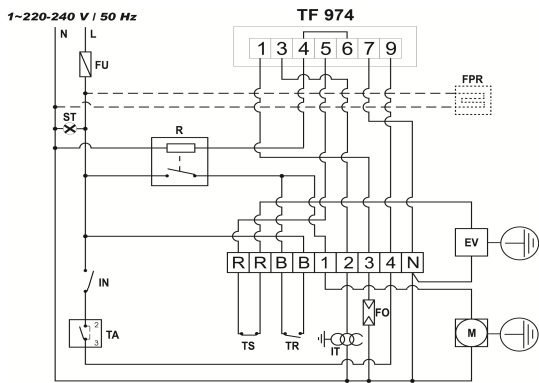 1~220-240 V / 50 Hz
TF 974
N L
1 3 4 5 6 7 9
FU
FPR
ST
R
R R B B 1 2 3 4 N
EV
IN
FO
2
TA
3
TS
TR
IT
M